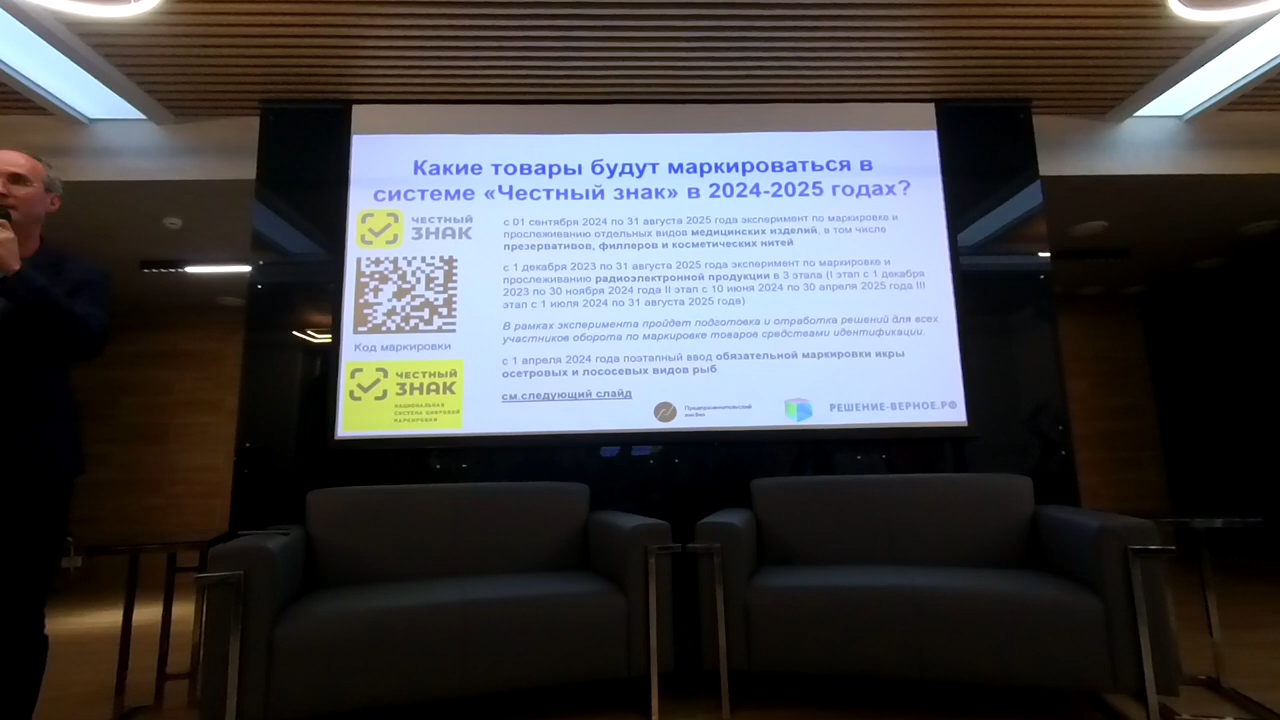 Какие товары будут маркироваться в
системе «Честный знак» в 2024-2025 годах?
ЧЕСТНЫЙ
ЗНАК
Код маркировки
ЧЕСТНЫЙ
ЗНАК
НАЦИОНАЛЬНАЯ
СИСТЕМА ЦИФРОВОЙ
МАРКИРОВКИ
с 01 сентября 2024 по 31 августа 2025 года эксперимент по маркировке и
прослеживанию отдельных видов медицинских изделий, в том числе
презервативов, филлеров и косметических нитей
с 1 декабря 2023 по 31 августа 2025 года эксперимент по маркировке и
прослеживанию радиоэлектронной продукции в 3 этапа (I этап с 1 декабря
2023 по 30 ноября 2024 года II этап с 10 июня 2024 по 30 апреля 2025 года III
этап с 1 июля 2024 по 31 августа 2025 года)
В рамках эксперимента пройдет подготовка и отработка решений для всех
участников оборота по маркировке товаров средствами идентификации.
с 1 апреля 2024 года поэтапный ввод обязательной маркировки икры
осетровых и лососевых видов рыб
см.следующий слайд
РЕШЕНИЕ-ВЕРНОЕ.РФ